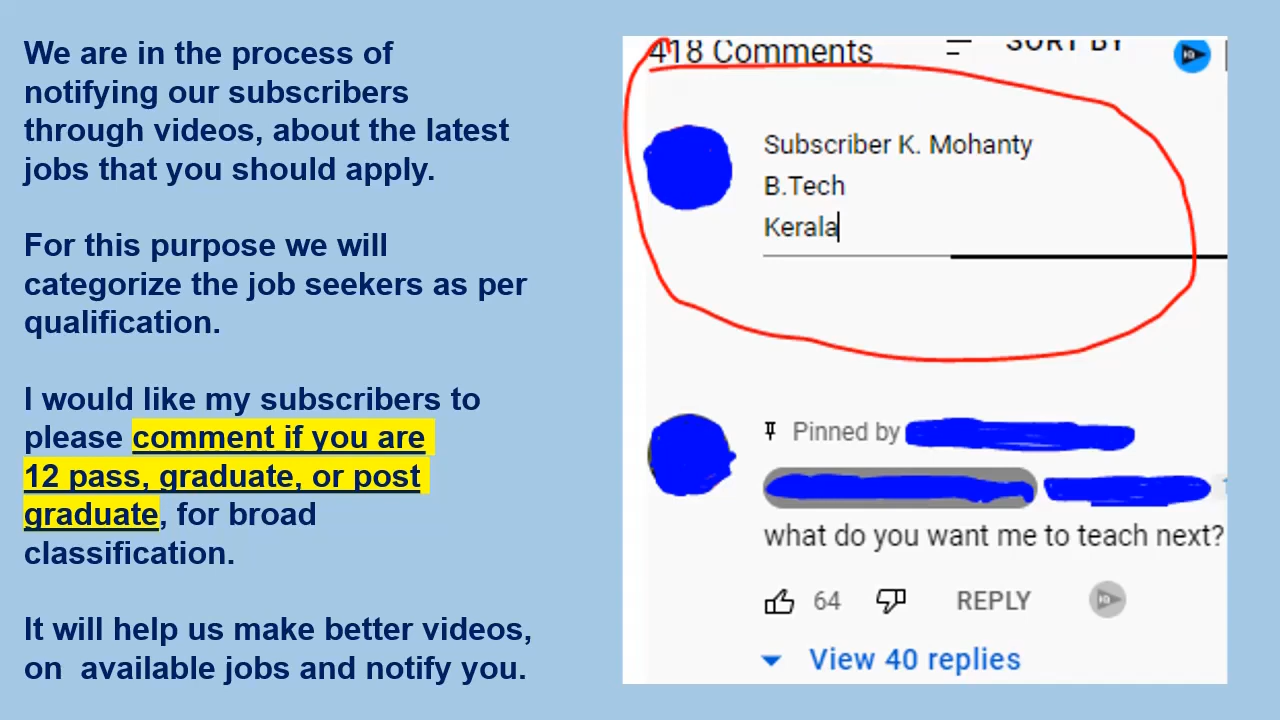 We are in the process of
notifying our subscribers
through videos, about the latest
jobs that you should apply.
For this purpose we will
categorize the job seekers as per
qualification.
I would like my subscribers to
please comment if you are
12 pass, graduate, or post
graduate, for broad
classification.
It will help us make better videos,
on  available jobs and notify you.
418 Comments SORT BY
Subscriber K. Mohanty
B.Tech
Kerala
Pinned by
what do you want me to teach next?
64 REPLY
View 40 replies